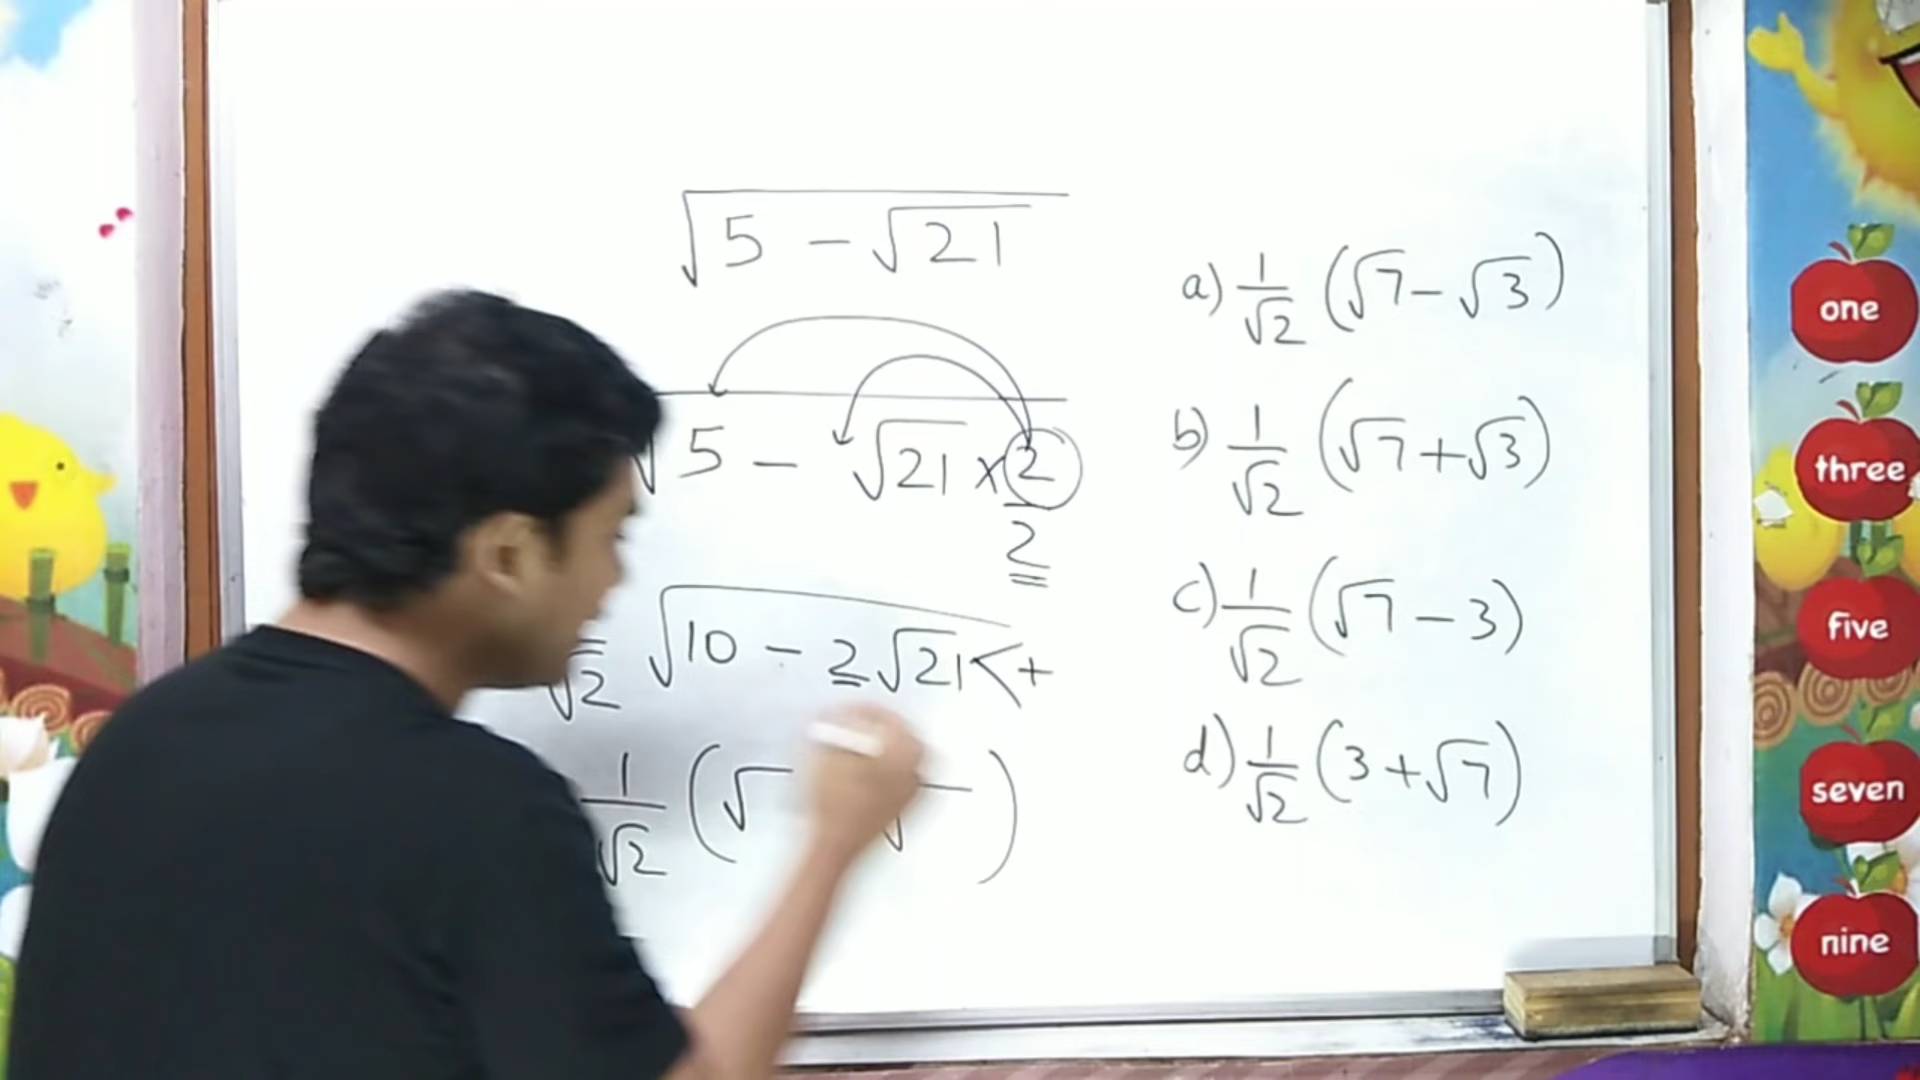 √(5 − √21)
√(5 − √21 × 2/2)
√2 √(10 − 2√21) < +
1/√2 (√ √ )
a) 1/√2 (√7 − √3)
b) 1/√2 (√7 + √3)
c) 1/√2 (√7 − 3)
d) 1/√2 (3 + √7)
one
three
five
seven
nine